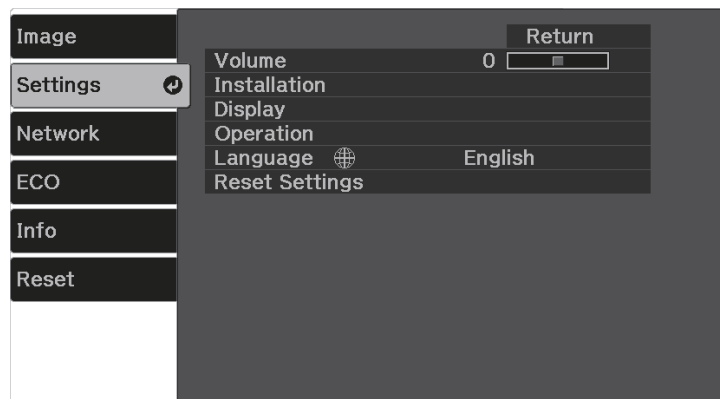 Image
Settings
Network
ECO
Info
Reset
Return
Volume 0
Installation
Display
Operation
Language English
Reset Settings